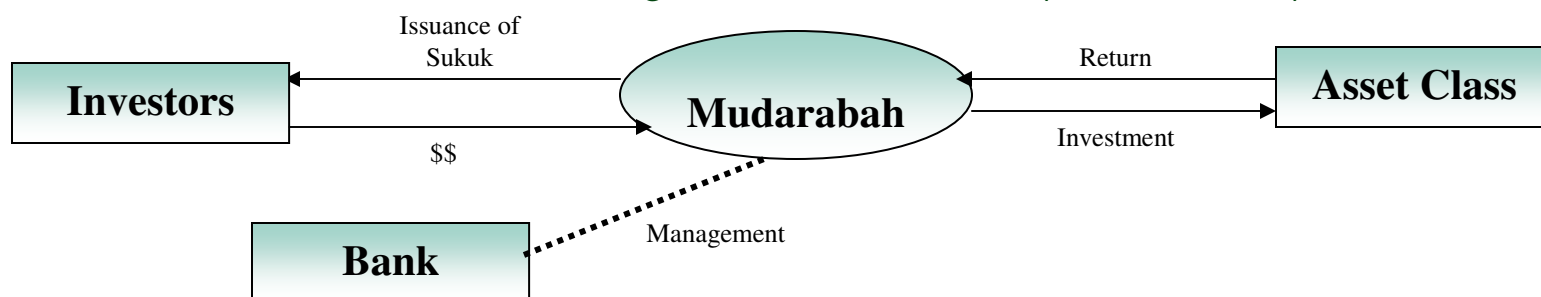 Issuance of
Sukuk
Return
Investors
Mudarabah
Asset Class
$$
Investment
Management
Bank